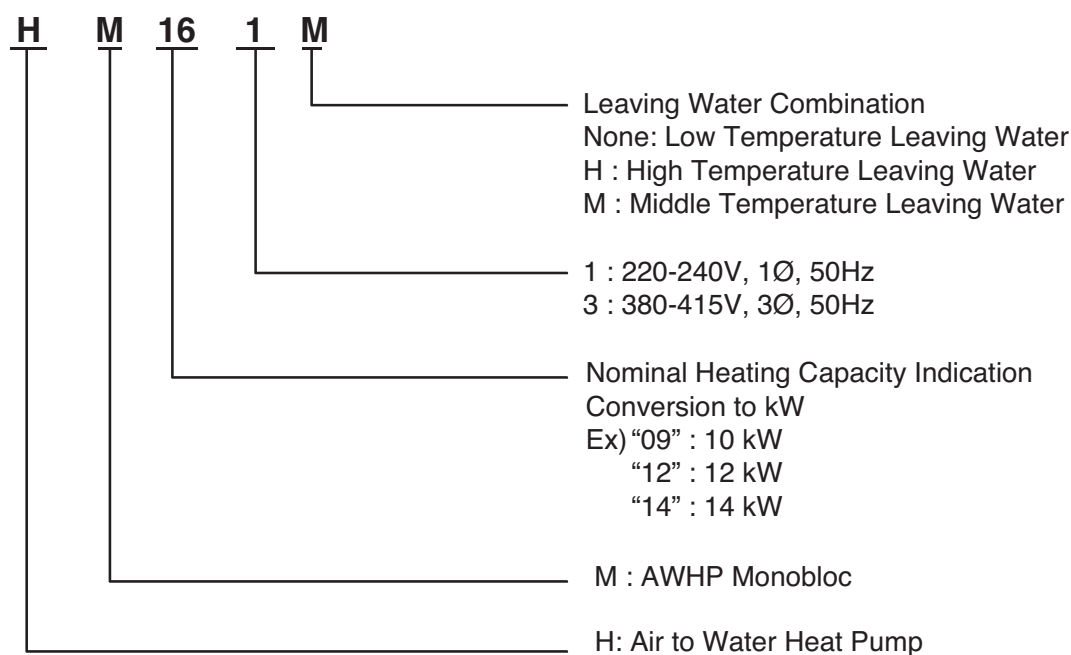 H M 16 1 M
Leaving Water Combination
None: Low Temperature Leaving Water
H : High Temperature Leaving Water
M : Middle Temperature Leaving Water
1 : 220-240V, 1Ø, 50Hz
3 : 380-415V, 3Ø, 50Hz
Nominal Heating Capacity Indication
Conversion to kW
Ex) “09” : 10 kW
“12” : 12 kW
“14” : 14 kW
M : AWHP Monobloc
H: Air to Water Heat Pump